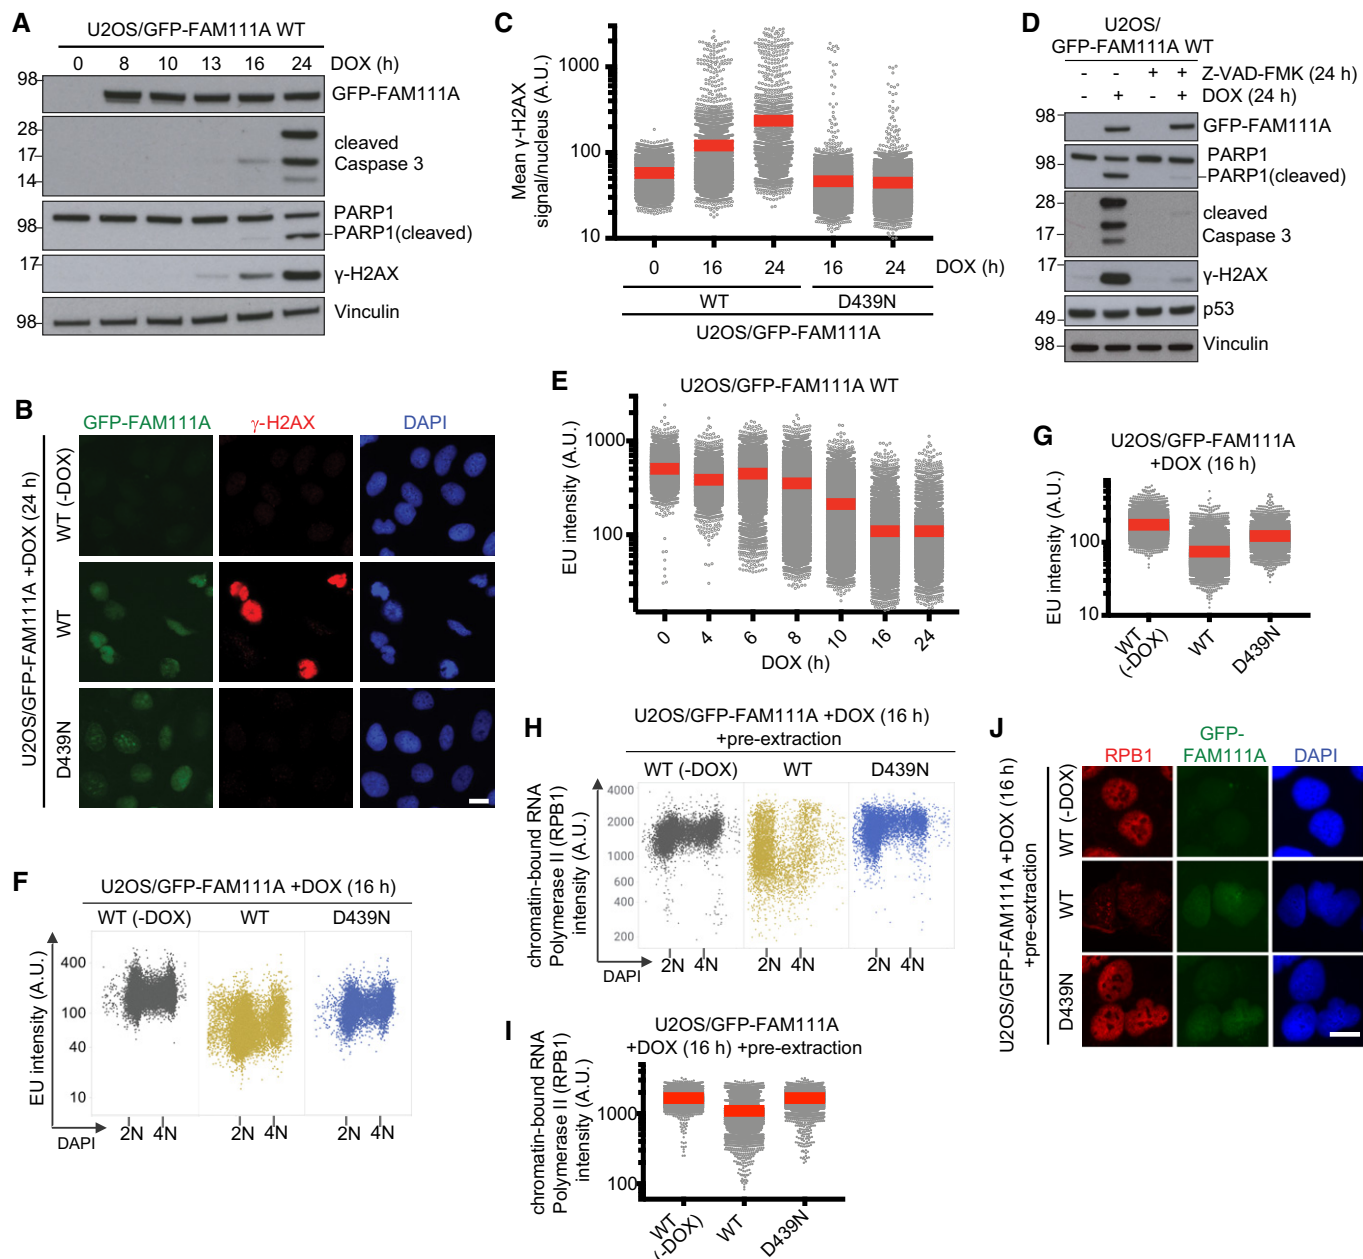 A
U2OS/GFP-FAM111A WT
0 8 10 13 16 24 DOX (h)
98
GFP-FAM111A
28
17
14
cleaved
Caspase 3
98
PARP1
PARP1(cleaved)
17
γ-H2AX
98
Vinculin
B
GFP-FAM111A γ-H2AX DAPI
U2OS/GFP-FAM111A +DOX (24 h)
WT (-DOX)
WT
D439N
C
Mean γ-H2AX
signal/nucleus (A.U.)
1000
100
10
0 16 24 16 24 DOX (h)
WT D439N
U2OS/GFP-FAM111A
D
U2OS/
GFP-FAM111A WT
- - + + Z-VAD-FMK (24 h)
- + - + DOX (24 h)
98
GFP-FAM111A
98
PARP1
PARP1(cleaved)
28
17
cleaved
Caspase 3
17
γ-H2AX
49
p53
98
Vinculin
E
U2OS/GFP-FAM111A WT
EU intensity (A.U.)
1000
100
0 4 6 8 10 16 24
DOX (h)
F
U2OS/GFP-FAM111A +DOX (16 h)
WT (-DOX) WT D439N
EU intensity (A.U.)
400
100
40
10
DAPI
2N 4N 2N 4N 2N 4N
G
U2OS/GFP-FAM111A
+DOX (16 h)
EU intensity (A.U.)
100
10
WT
(-DOX)
WT
D439N
H
U2OS/GFP-FAM111A +DOX (16 h)
+pre-extraction
WT (-DOX) WT D439N
chromatin-bound RNA
Polymerase II (RPB1)
intensity (A.U.)
4000
2000
1000
600
400
200
DAPI
2N 4N 2N 4N 2N 4N
I
U2OS/GFP-FAM111A
+DOX (16 h) +pre-extraction
chromatin-bound RNA
Polymerase II (RPB1)
intensity (A.U.)
1000
100
WT
(-DOX)
WT
D439N
J
RPB1 GFP-
FAM111A DAPI
U2OS/GFP-FAM111A +DOX (16 h)
+pre-extraction
WT (-DOX)
WT
D439N